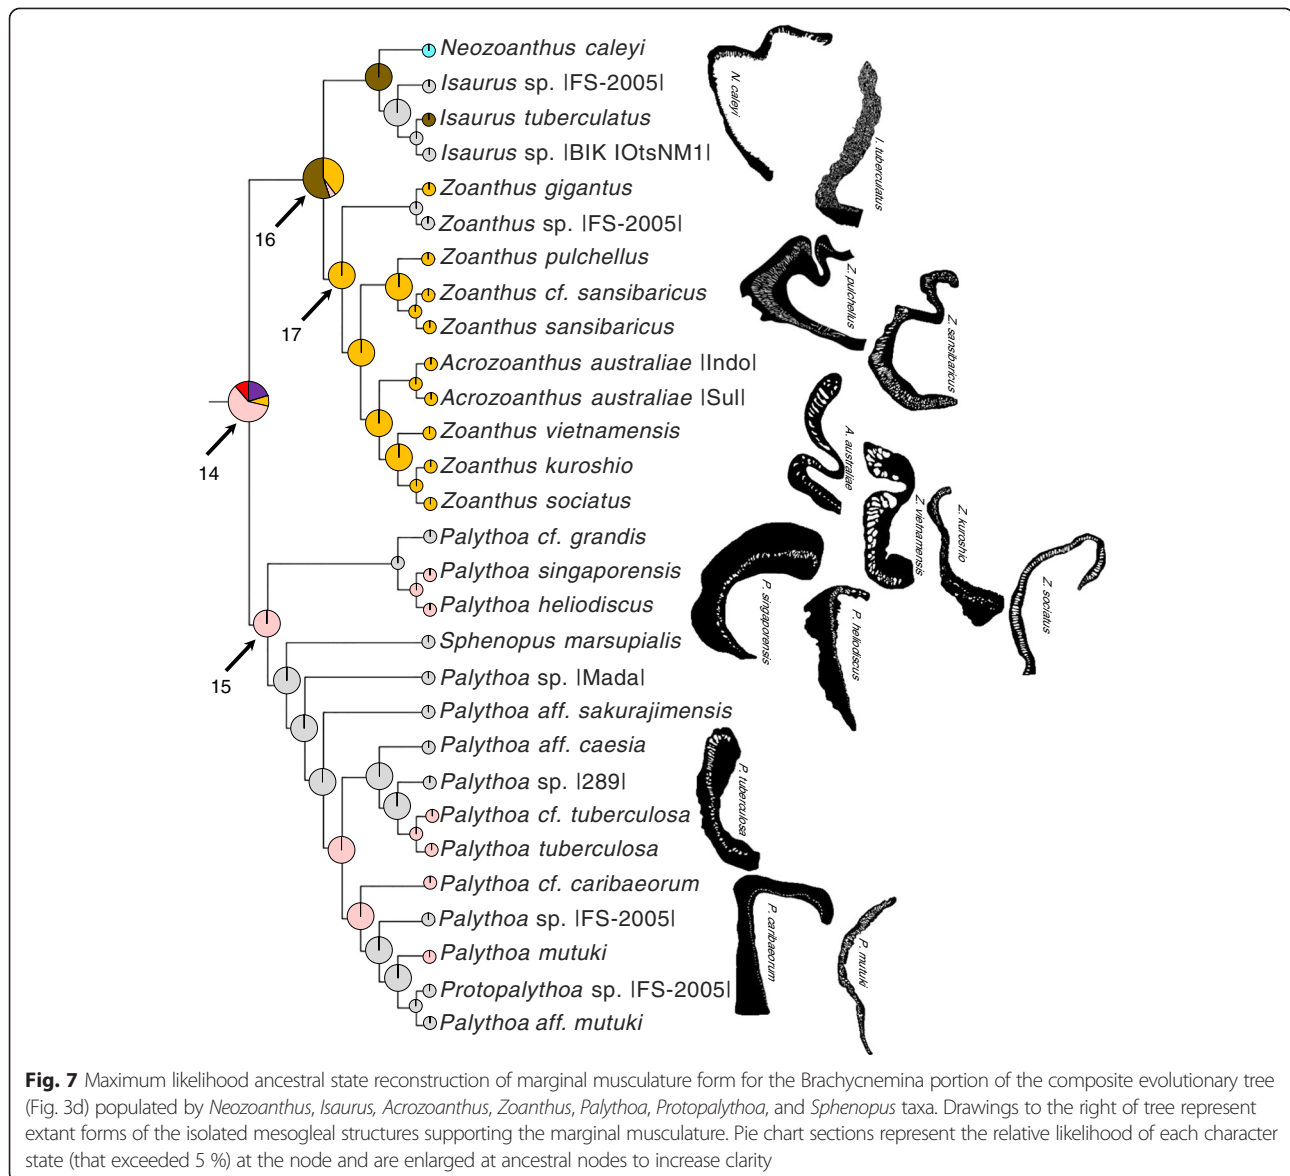 Neozoanthus caleyi
Isaurus sp. |FS-2005|
Isaurus tuberculatus
Isaurus sp. |BIK IOtsNM1|
Zoanthus gigantus
Zoanthus sp. |FS-2005|
Zoanthus pulchellus
Zoanthus cf. sansibaricus
Zoanthus sansibaricus
Acrozoanthus australiae |Indo|
Acrozoanthus australiae |Sul|
Zoanthus vietnamensis
Zoanthus kuroshio
Zoanthus sociatus
Palythoa cf. grandis
Palythoa singaporensis
Palythoa heliodiscus
Sphenopus marsupialis
Palythoa sp. |Mada|
Palythoa aff. sakurajimensis
Palythoa aff. caesia
Palythoa sp. |289|
Palythoa cf. tuberculosa
Palythoa tuberculosa
Palythoa cf. caribaeorum
Palythoa sp. |FS-2005|
Palythoa mutuki
Protopalythoa sp. |FS-2005|
Palythoa aff. mutuki
16
17
14
15
N. caleyi
I. tuberculatus
Z. pulchellus
Z. sansibaricus
A. australiae
Z. vietnamensis
Z. kuroshio
Z. sociatus
P. singaporensis
P. heliodiscus
P. tuberculosa
P. caribaeorum
P. mutuki
Fig. 7 Maximum likelihood ancestral state reconstruction of marginal musculature form for the Brachycnemina portion of the composite evolutionary tree
(Fig. 3d) populated by Neozoanthus, Isaurus, Acrozoanthus, Zoanthus, Palythoa, Protopalythoa, and Sphenopus taxa. Drawings to the right of tree represent
extant forms of the isolated mesogleal structures supporting the marginal musculature. Pie chart sections represent the relative likelihood of each character
state (that exceeded 5 %) at the node and are enlarged at ancestral nodes to increase clarity